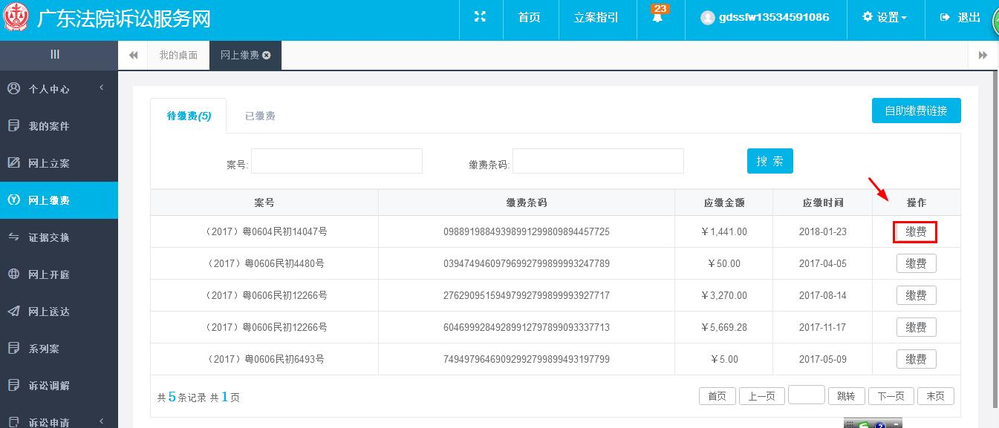 广东法院诉讼服务网
首页
立案指引
23
gdssfw13534591086
设置
退出
我的桌面
网上缴费
个人中心
我的案件
网上立案
网上缴费
证据交换
网上开庭
网上送达
系列案
诉讼调解
诉讼申请
待缴费(5)
已缴费
自助缴费链接
案号:
缴费条码:
搜 索
案号 缴费条码 应缴金额 应缴时间 操作
（2017）粤0604民初14047号 09889198849398991299809894457725 ￥1,441.00 2018-01-23 缴费
（2017）粤0606民初4480号 03947494609796992799899993247789 ￥50.00 2017-04-05 缴费
（2017）粤0606民初12266号 27629095159497992799899993927717 ￥3,270.00 2017-08-14 缴费
（2017）粤0606民初12266号 60469992849289912797899093337713 ￥5,669.28 2017-11-17 缴费
（2017）粤0606民初6493号 74949796469092992799899493197799 ￥5.00 2017-05-09 缴费
共5条记录 共1页
首页 上一页 跳转 下一页 末页